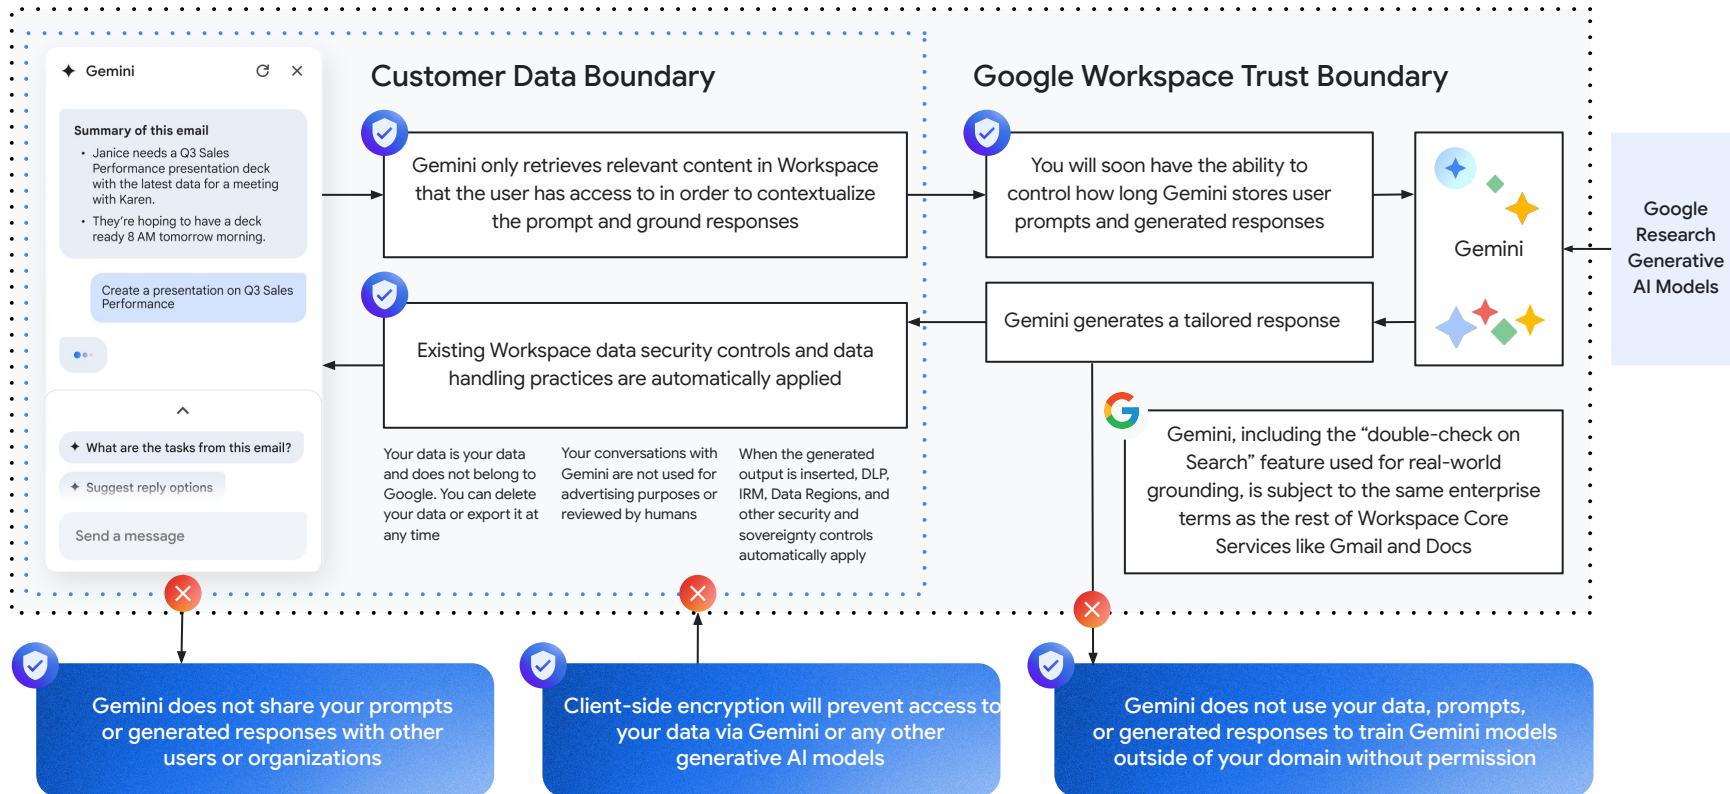 Gemini
Summary of this email
• Janice needs a Q3 Sales
Performance presentation deck
with the latest data for a meeting
with Karen.
• They're hoping to have a deck
ready 8 AM tomorrow morning.
Create a presentation on Q3 Sales
Performance
What are the tasks from this email?
Suggest reply options
Send a message
Customer Data Boundary
Gemini only retrieves relevant content in Workspace
that the user has access to in order to contextualize
the prompt and ground responses
Existing Workspace data security controls and data
handling practices are automatically applied
Your data is your data
and does not belong to
Google. You can delete
your data or export it at
any time
Your conversations with
Gemini are not used for
advertising purposes or
reviewed by humans
When the generated
output is inserted, DLP,
IRM, Data Regions, and
other security and
sovereignty controls
automatically apply
Google Workspace Trust Boundary
You will soon have the ability to
control how long Gemini stores user
prompts and generated responses
Gemini generates a tailored response
Gemini
Gemini, including the “double-check on
Search” feature used for real-world
grounding, is subject to the same enterprise
terms as the rest of Workspace Core
Services like Gmail and Docs
Google
Research
Generative
AI Models
Gemini does not share your prompts
or generated responses with other
users or organizations
Client-side encryption will prevent access to
your data via Gemini or any other
generative AI models
Gemini does not use your data, prompts,
or generated responses to train Gemini models
outside of your domain without permission